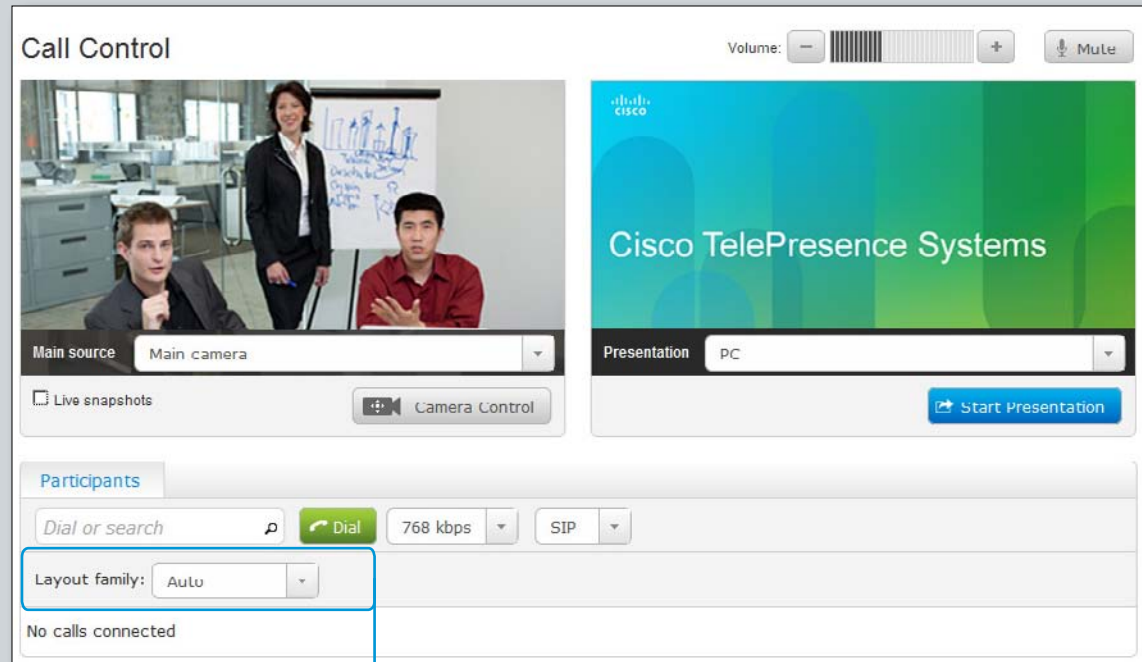 Call Control
Volume: − + Mute
CISCO
Cisco TelePresence Systems
Main source Main camera
Presentation PC
Live snapshots
Camera Control
Start Presentation
Participants
Dial or search Dial 768 kbps SIP
Layout family: Auto
No calls connected